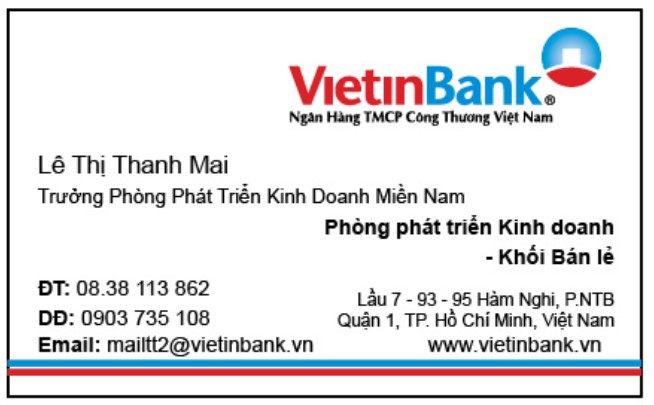 VietinBank®
Ngân Hàng TMCP Công Thương Việt Nam
Lê Thị Thanh Mai
Trưởng Phòng Phát Triển Kinh Doanh Miền Nam
Phòng phát triển Kinh doanh
- Khối Bán lẻ
ĐT: 08.38 113 862
DĐ: 0903 735 108
Email: mailtt2@vietinbank.vn
Lầu 7 - 93 - 95 Hàm Nghi, P.NTB
Quận 1, TP. Hồ Chí Minh, Việt Nam
www.vietinbank.vn